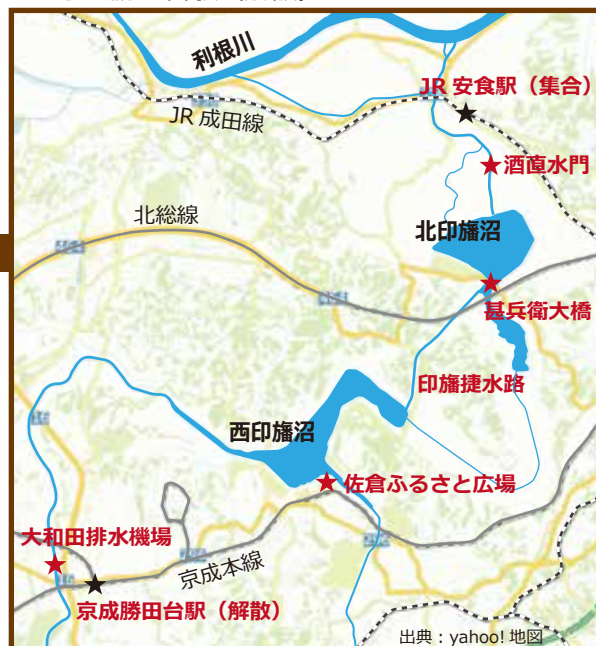 利根川
JR 安食駅（集合）
JR 成田線
酒直水門
北総線
北印旛沼
甚兵衛大橋
印旛捷水路
西印旛沼
佐倉ふるさと広場
大和田排水機場
京成本線
京成勝田台駅（解散）
出典：yahoo! 地図